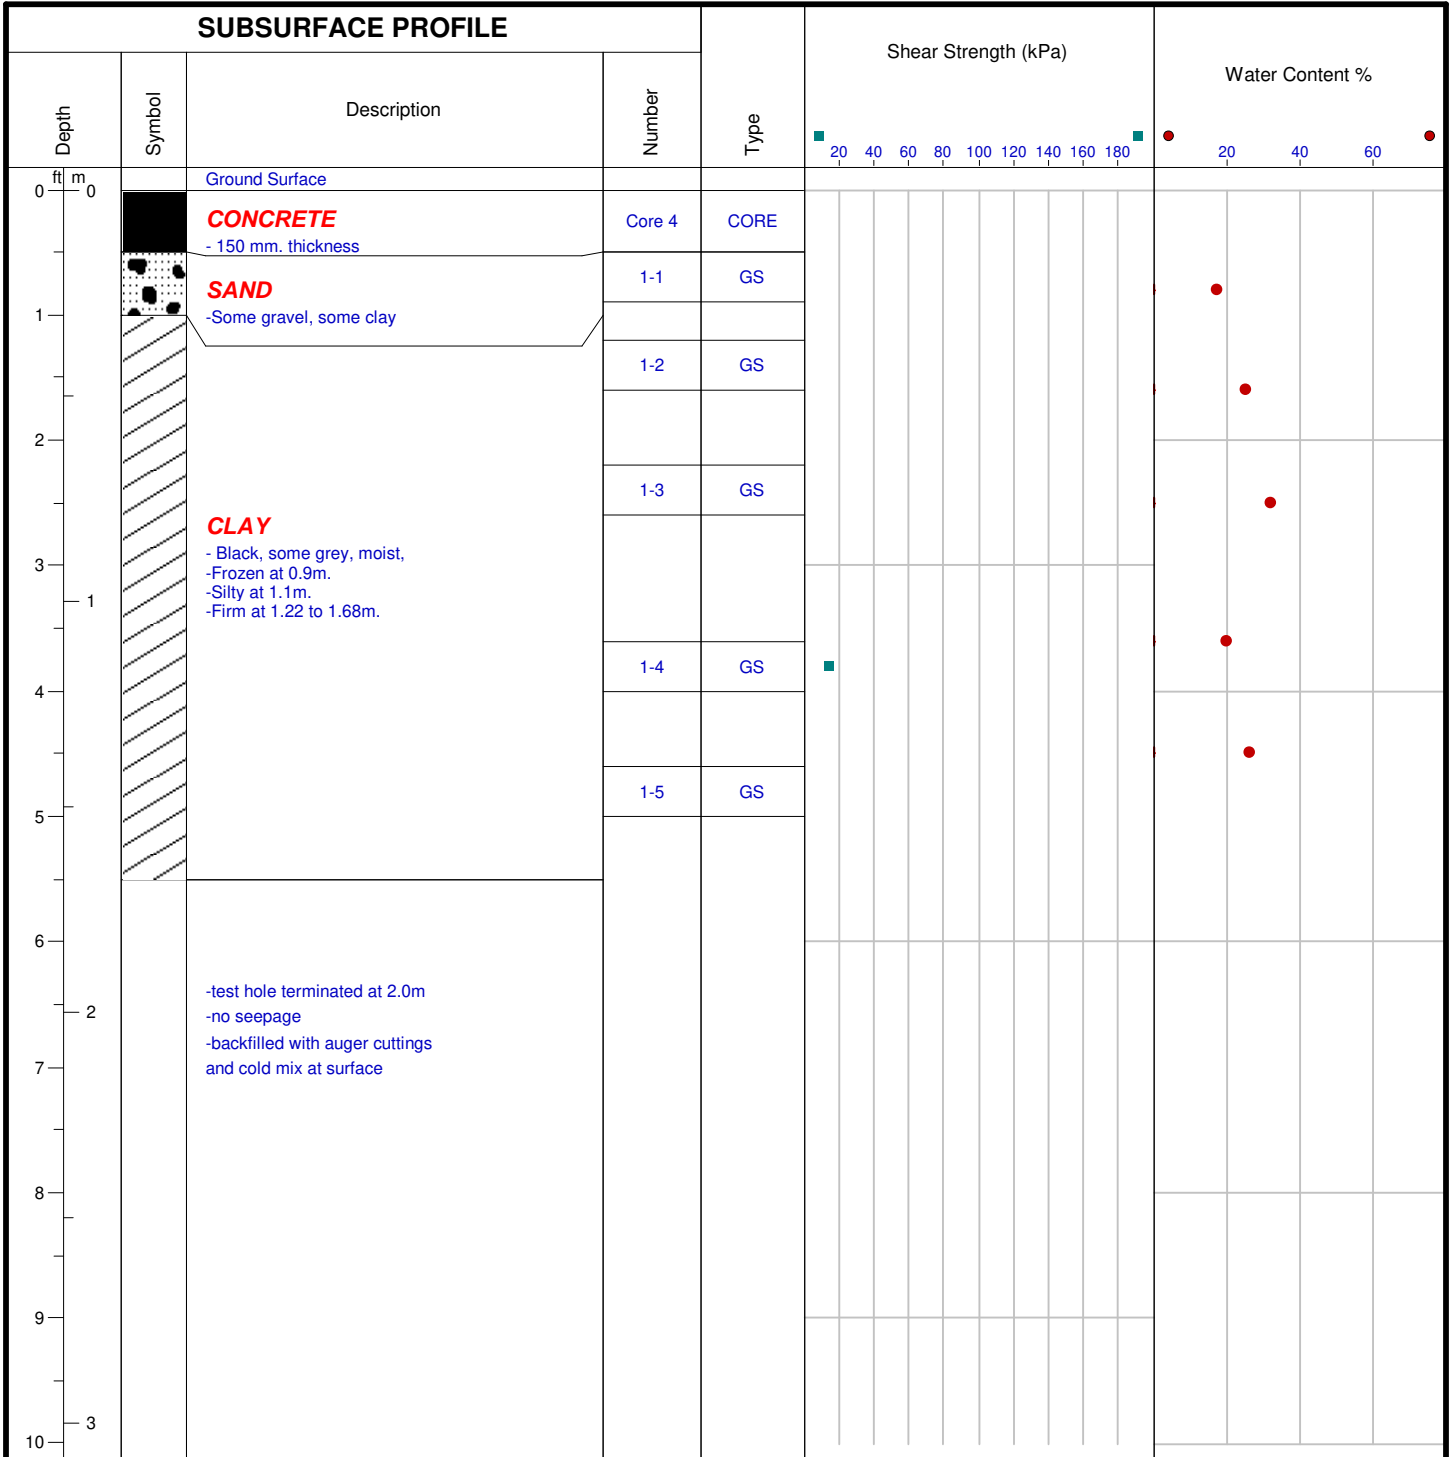 SUBSURFACE PROFILE
Depth
Symbol
Description
Number
Type
Shear Strength (kPa)
20 40 60 80 100 120 140 160 180
Water Content %
20 40 60
ft m
Ground Surface
0 0
CONCRETE
- 150 mm. thickness
Core 4 CORE
SAND
-Some gravel, some clay
1-1 GS
1
1-2 GS
2
1-3 GS
CLAY
- Black, some grey, moist,
-Frozen at 0.9m.
-Silty at 1.1m.
-Firm at 1.22 to 1.68m.
3
1
1-4 GS
4
1-5 GS
5
6
-test hole terminated at 2.0m
-no seepage
-backfilled with auger cuttings
and cold mix at surface
2
7
8
9
3
10